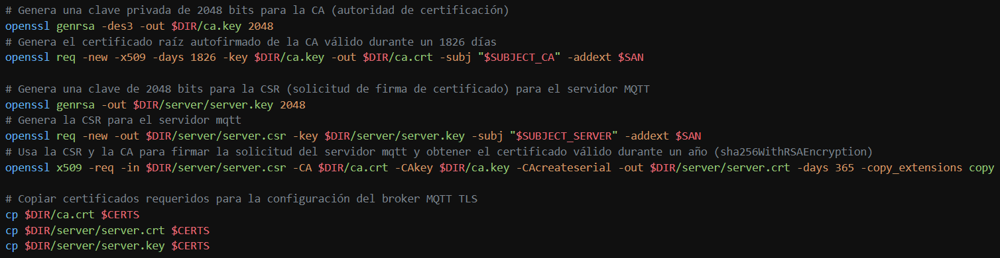 # Genera una clave privada de 2048 bits para la CA (autoridad de certificación)
openssl genrsa -des3 -out $DIR/ca.key 2048
# Genera el certificado raíz autofirmado de la CA válido durante un 1826 días
openssl req -new -x509 -days 1826 -key $DIR/ca.key -out $DIR/ca.crt -subj "$SUBJECT_CA" -addext $SAN
# Genera una clave de 2048 bits para la CSR (solicitud de firma de certificado) para el servidor MQTT
openssl genrsa -out $DIR/server/server.key 2048
# Genera la CSR para el servidor mqtt
openssl req -new -out $DIR/server/server.csr -key $DIR/server/server.key -subj "$SUBJECT_SERVER" -addext $SAN
# Usa la CSR y la CA para firmar la solicitud del servidor mqtt y obtener el certificado válido durante un año (sha256WithRSAEncryption)
openssl x509 -req -in $DIR/server/server.csr -CA $DIR/ca.crt -CAkey $DIR/ca.key -CAcreateserial -out $DIR/server/server.crt -days 365 -copy_extensions copy
# Copiar certificados requeridos para la configuración del broker MQTT TLS
cp $DIR/ca.crt $CERTS
cp $DIR/server/server.crt $CERTS
cp $DIR/server/server.key $CERTS